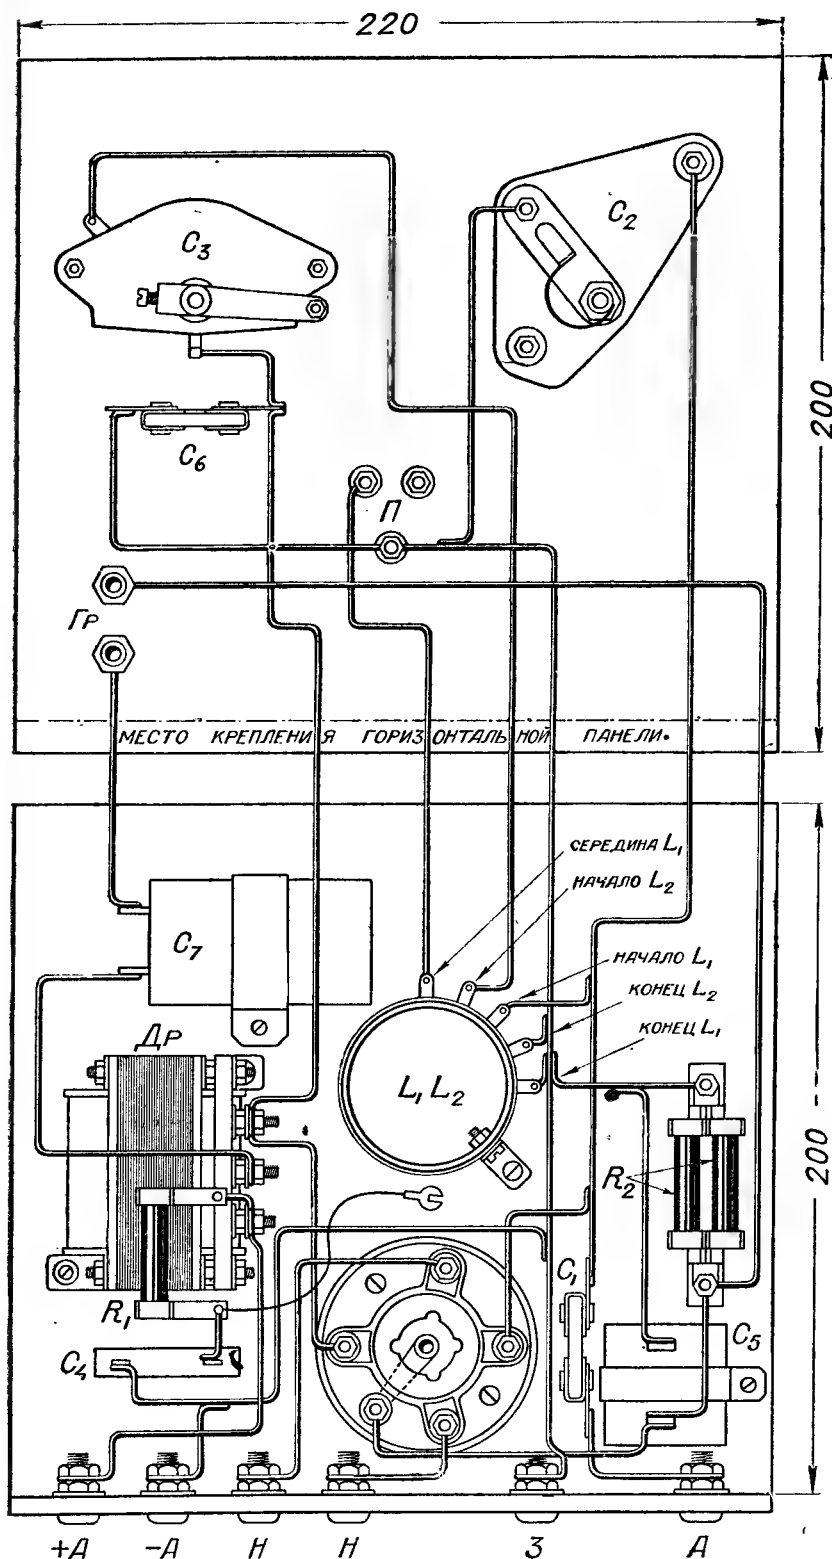 220
C₃
C₂
200
C₆
П
Гр
МЕСТО КРЕПЛЕНИЯ ГОРИЗОНТАЛЬНОЙ ПАНЕЛИ.
СЕРЕДИНА L₁
НАЧАЛО L₂
C₇
НАЧАЛО L₁
КОНЕЦ L₂
КОНЕЦ L₁
ДР
L₁ L₂
200
R₂
C₁
R₁
C₅
C₄
+А -А Н Н З А